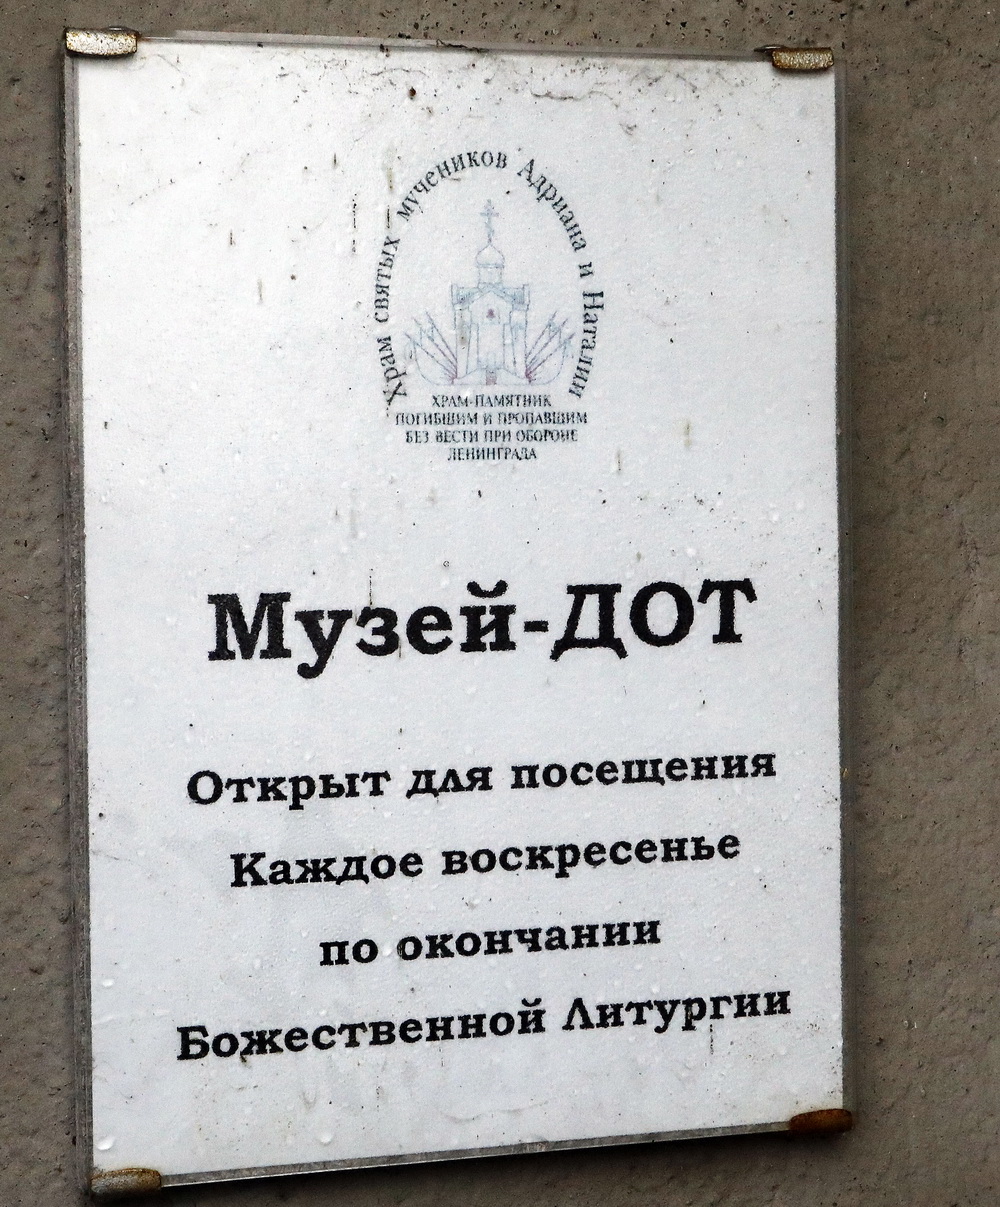 Храм святых мучеников Адриана и Наталии
ХРАМ-ПАМЯТНИК
ПОГИБШИМ И ПРОПАВШИМ
БЕЗ ВЕСТИ ПРИ ОБОРОНЕ
ЛЕНИНГРАДА
Музей-ДОТ
Открыт для посещения
Каждое воскресенье
по окончании
Божественной Литургии